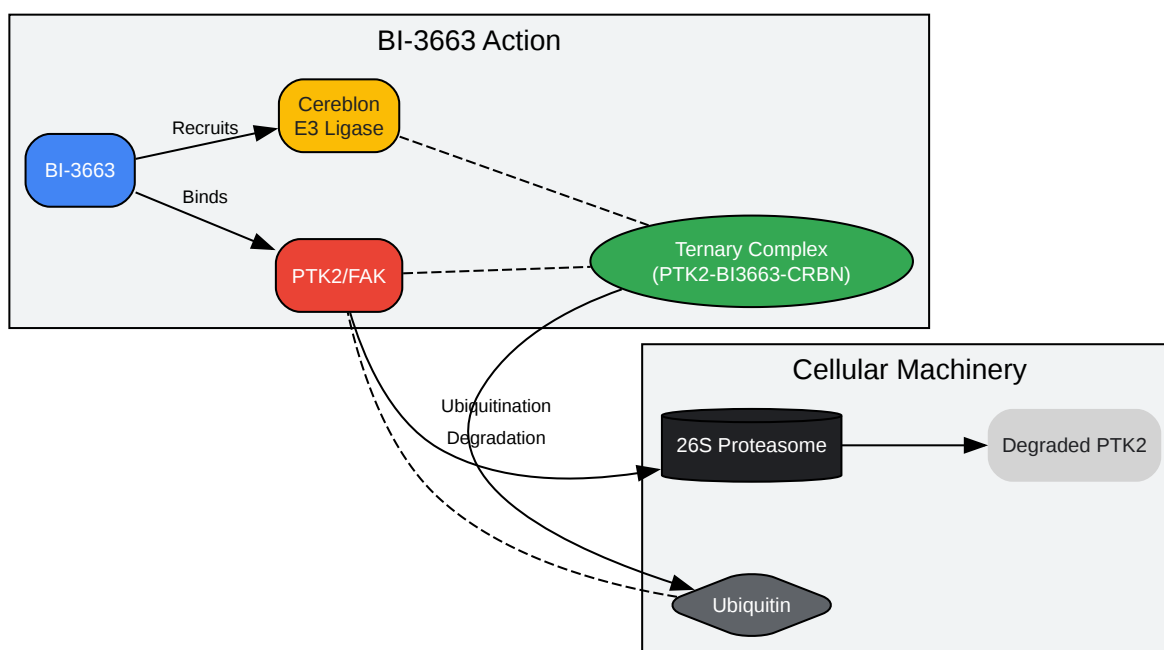 BI-3663 Action
Cereblon
E3 Ligase
Recruits
BI-3663
Binds
Ternary Complex
(PTK2-BI3663-CRBN)
PTK2/FAK
Cellular Machinery
Ubiquitination
Degradation
26S Proteasome
Degraded PTK2
Ubiquitin